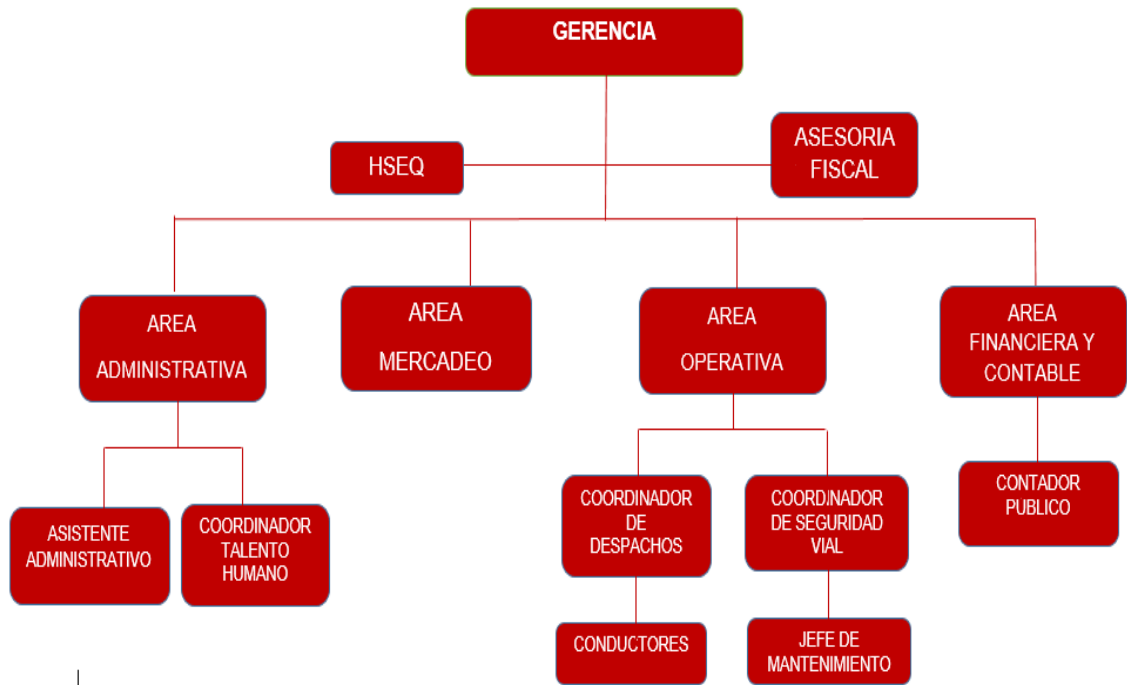 GERENCIA
HSEQ
ASESORIA
FISCAL
AREA
ADMINISTRATIVA
AREA
MERCADEO
AREA
OPERATIVA
AREA
FINANCIERA Y
CONTABLE
ASISTENTE
ADMINISTRATIVO
COORDINADOR
TALENTO
HUMANO
COORDINADOR
DE
DESPACHOS
COORDINADOR
DE SEGURIDAD
VIAL
CONTADOR
PUBLICO
CONDUCTORES
JEFE DE
MANTENIMIENTO